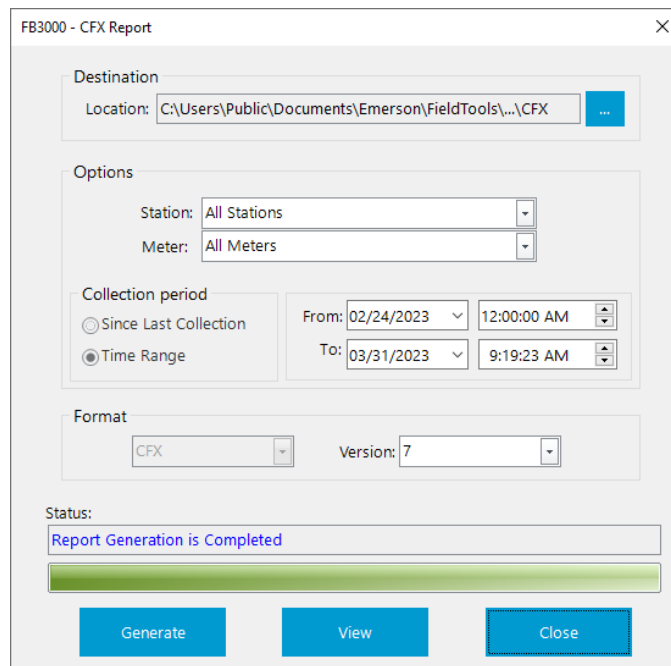 FB3000 - CFX Report
Destination
Location: C:\Users\Public\Documents\Emerson\FieldTools\...\CFX ...
Options
Station: All Stations
Meter: All Meters
Collection period
Since Last Collection
Time Range
From: 02/24/2023 12:00:00 AM
To: 03/31/2023 9:19:23 AM
Format
CFX Version: 7
Status:
Report Generation is Completed
Generate View Close